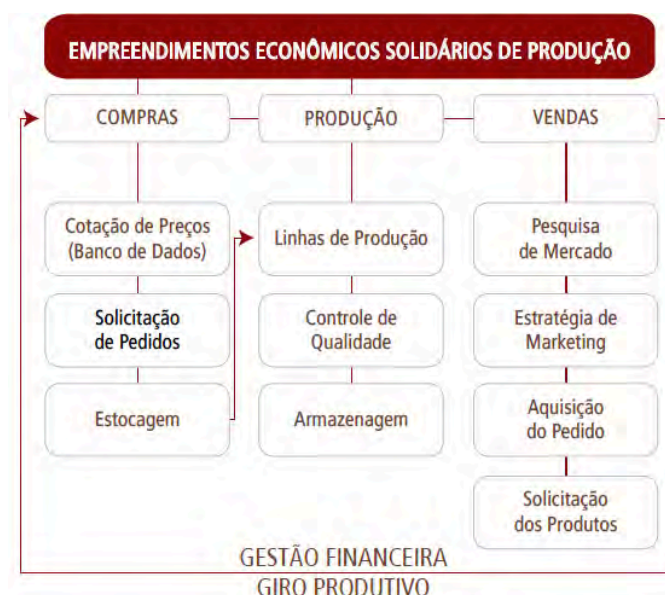 EMPREENDIMENTOS ECONÔMICOS SOLIDÁRIOS DE PRODUÇÃO
COMPRAS
PRODUÇÃO
VENDAS
Cotação de Preços
(Banco de Dados)
Linhas de Produção
Pesquisa
de Mercado
Solicitação
de Pedidos
Controle de
Qualidade
Estratégia de
Marketing
Estocagem
Armazenagem
Aquisição
do Pedido
Solicitação
dos Produtos
GESTÃO FINANCEIRA
GIRO PRODUTIVO